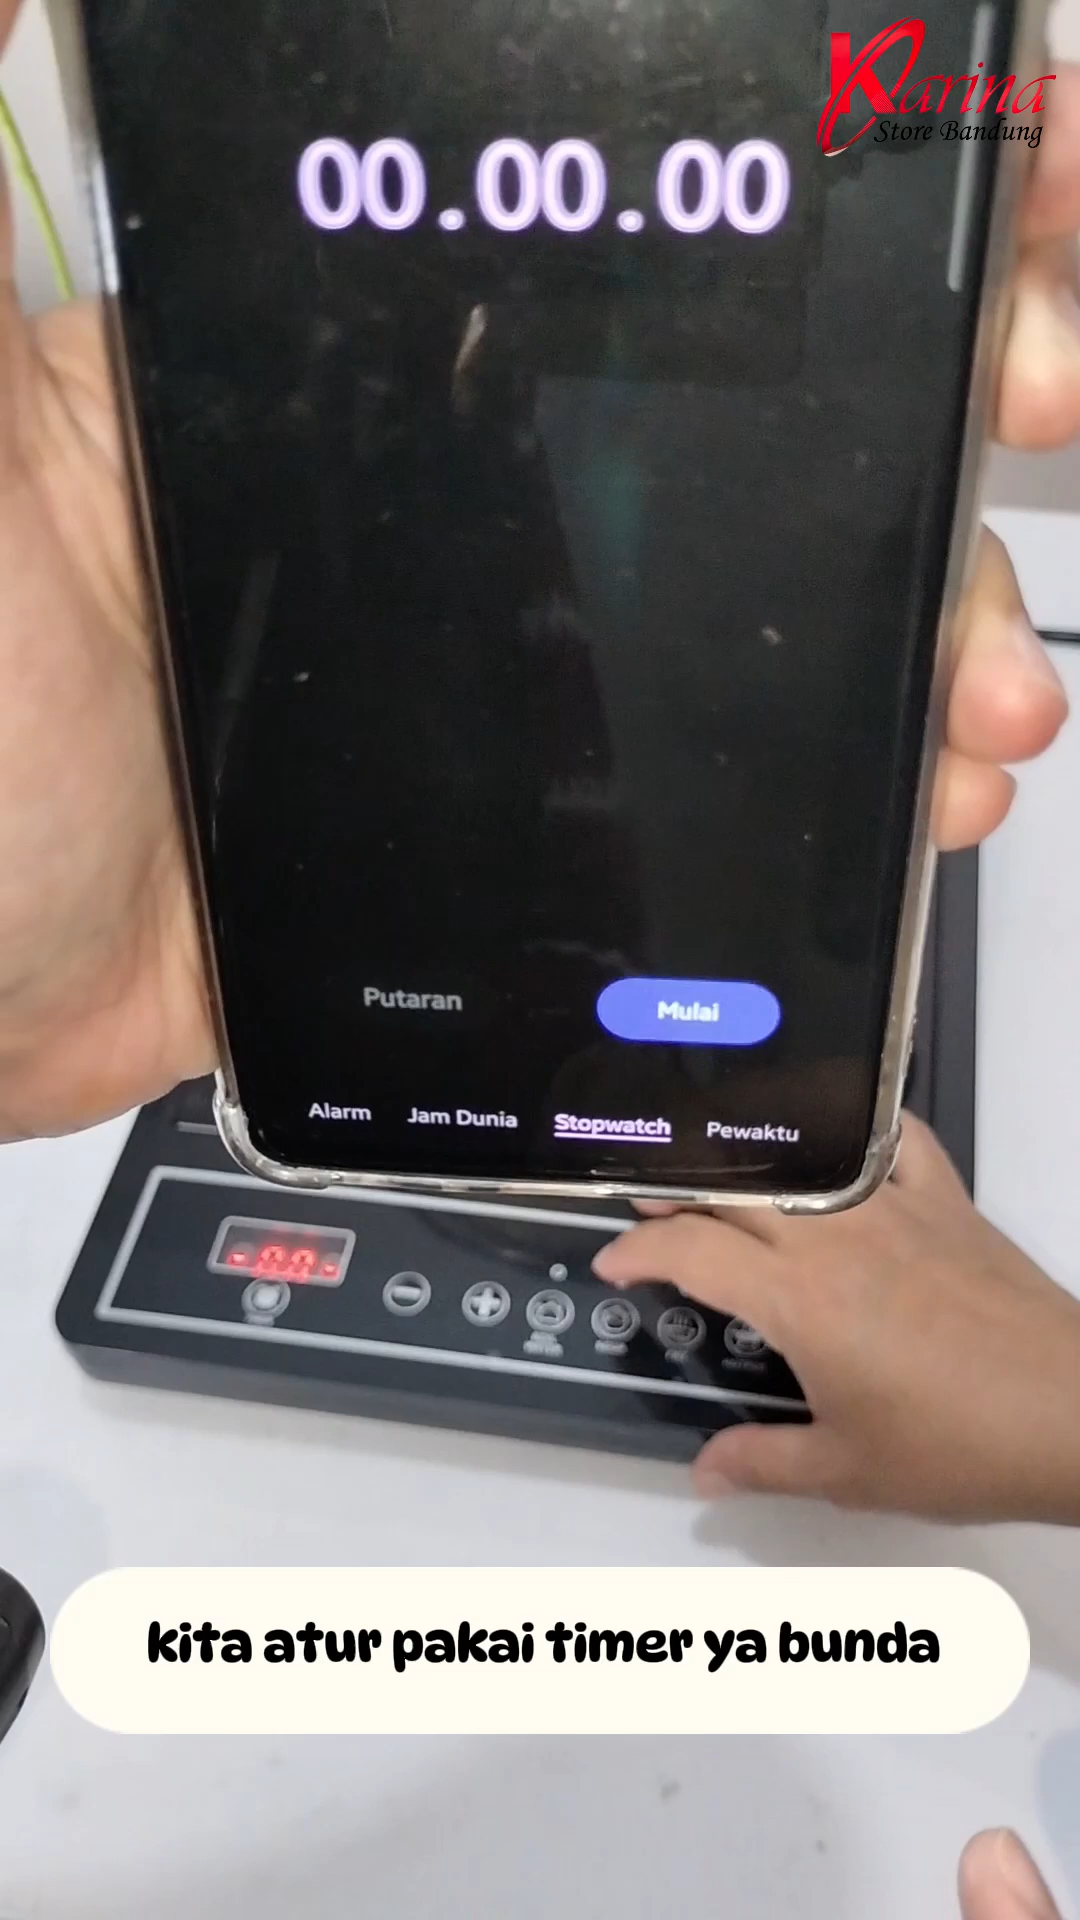 Karina
Store Bandung
00.00.00
Putaran
Mulai
Alarm
Jam Dunia
Stopwatch
Pewaktu
kita atur pakai timer ya bunda